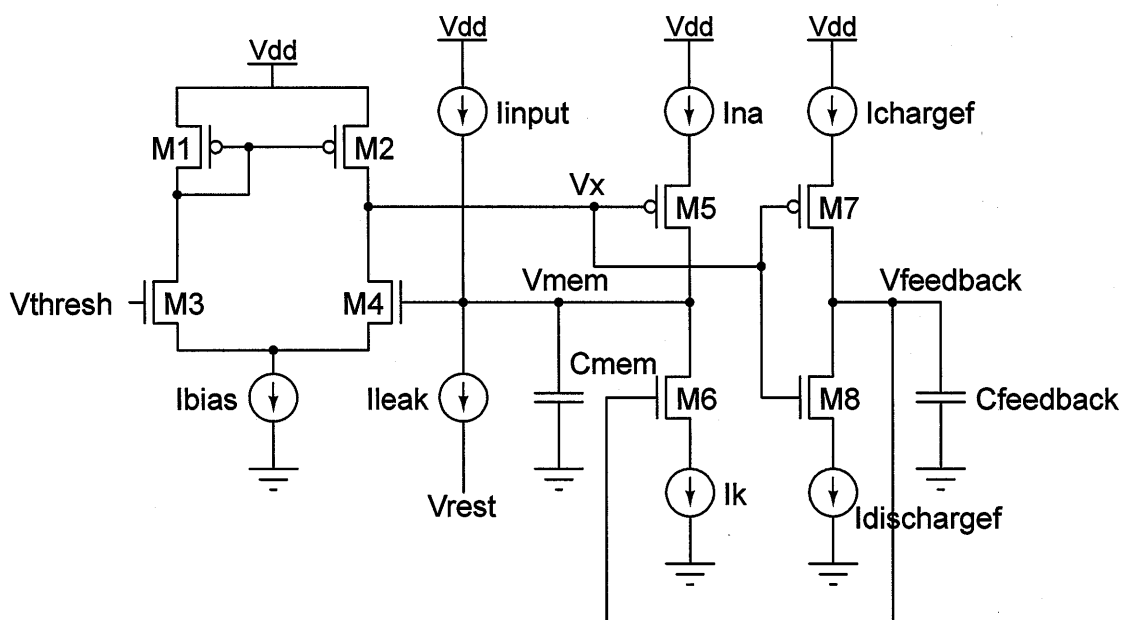 Vdd
Vdd
Vdd
Vdd
Iinput
Ina
Ichargef
M1
M2
Vx
M5
M7
Vthresh
M3
M4
Vmem
Vfeedback
Ibias
Ileak
Cmem
M6
M8
Cfeedback
Vrest
Ik
Idischargef